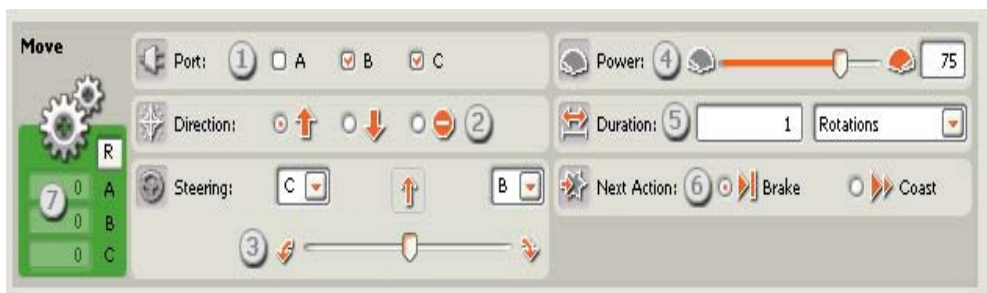 Move
R
7 0 A
0 B
0 C
Port: 1 A B C
Direction: 2
Steering: C B
3
Power: 4 75
Duration: 5 1 Rotations
Next Action: 6 Brake Coast